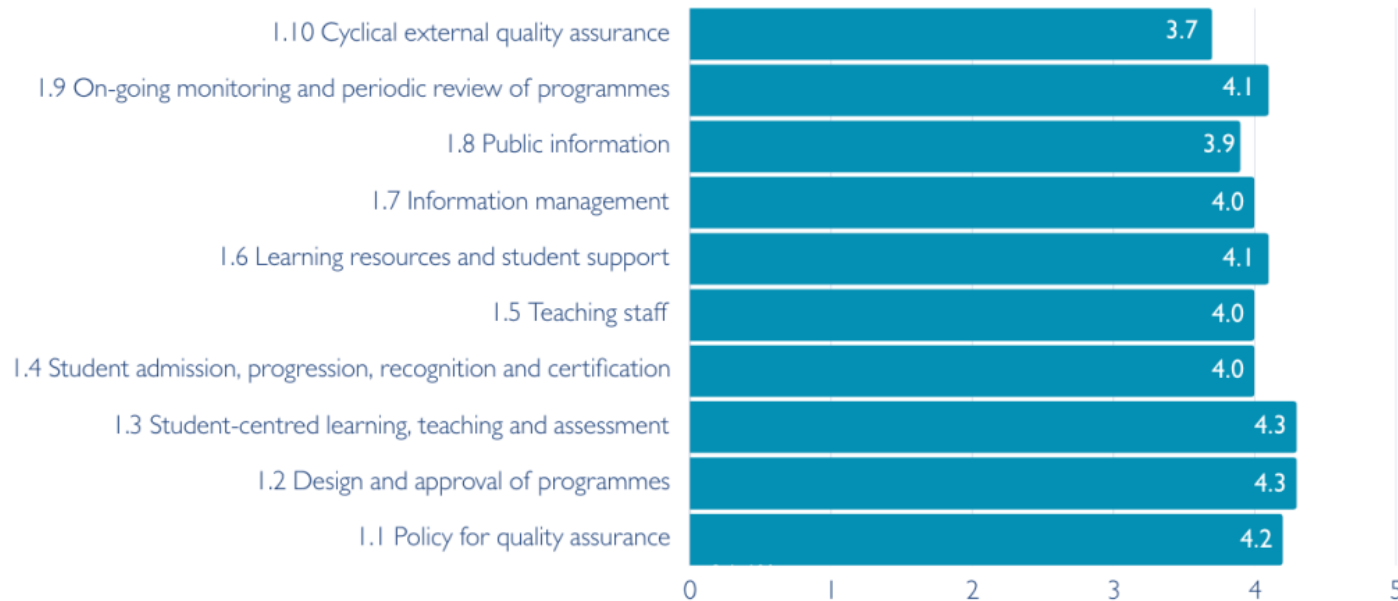 1.10 Cyclical external quality assurance 3.7
1.9 On-going monitoring and periodic review of programmes 4.1
1.8 Public information 3.9
1.7 Information management 4.0
1.6 Learning resources and student support 4.1
1.5 Teaching staff 4.0
1.4 Student admission, progression, recognition and certification 4.0
1.3 Student-centred learning, teaching and assessment 4.3
1.2 Design and approval of programmes 4.3
1.1 Policy for quality assurance 4.2
0 1 2 3 4 5